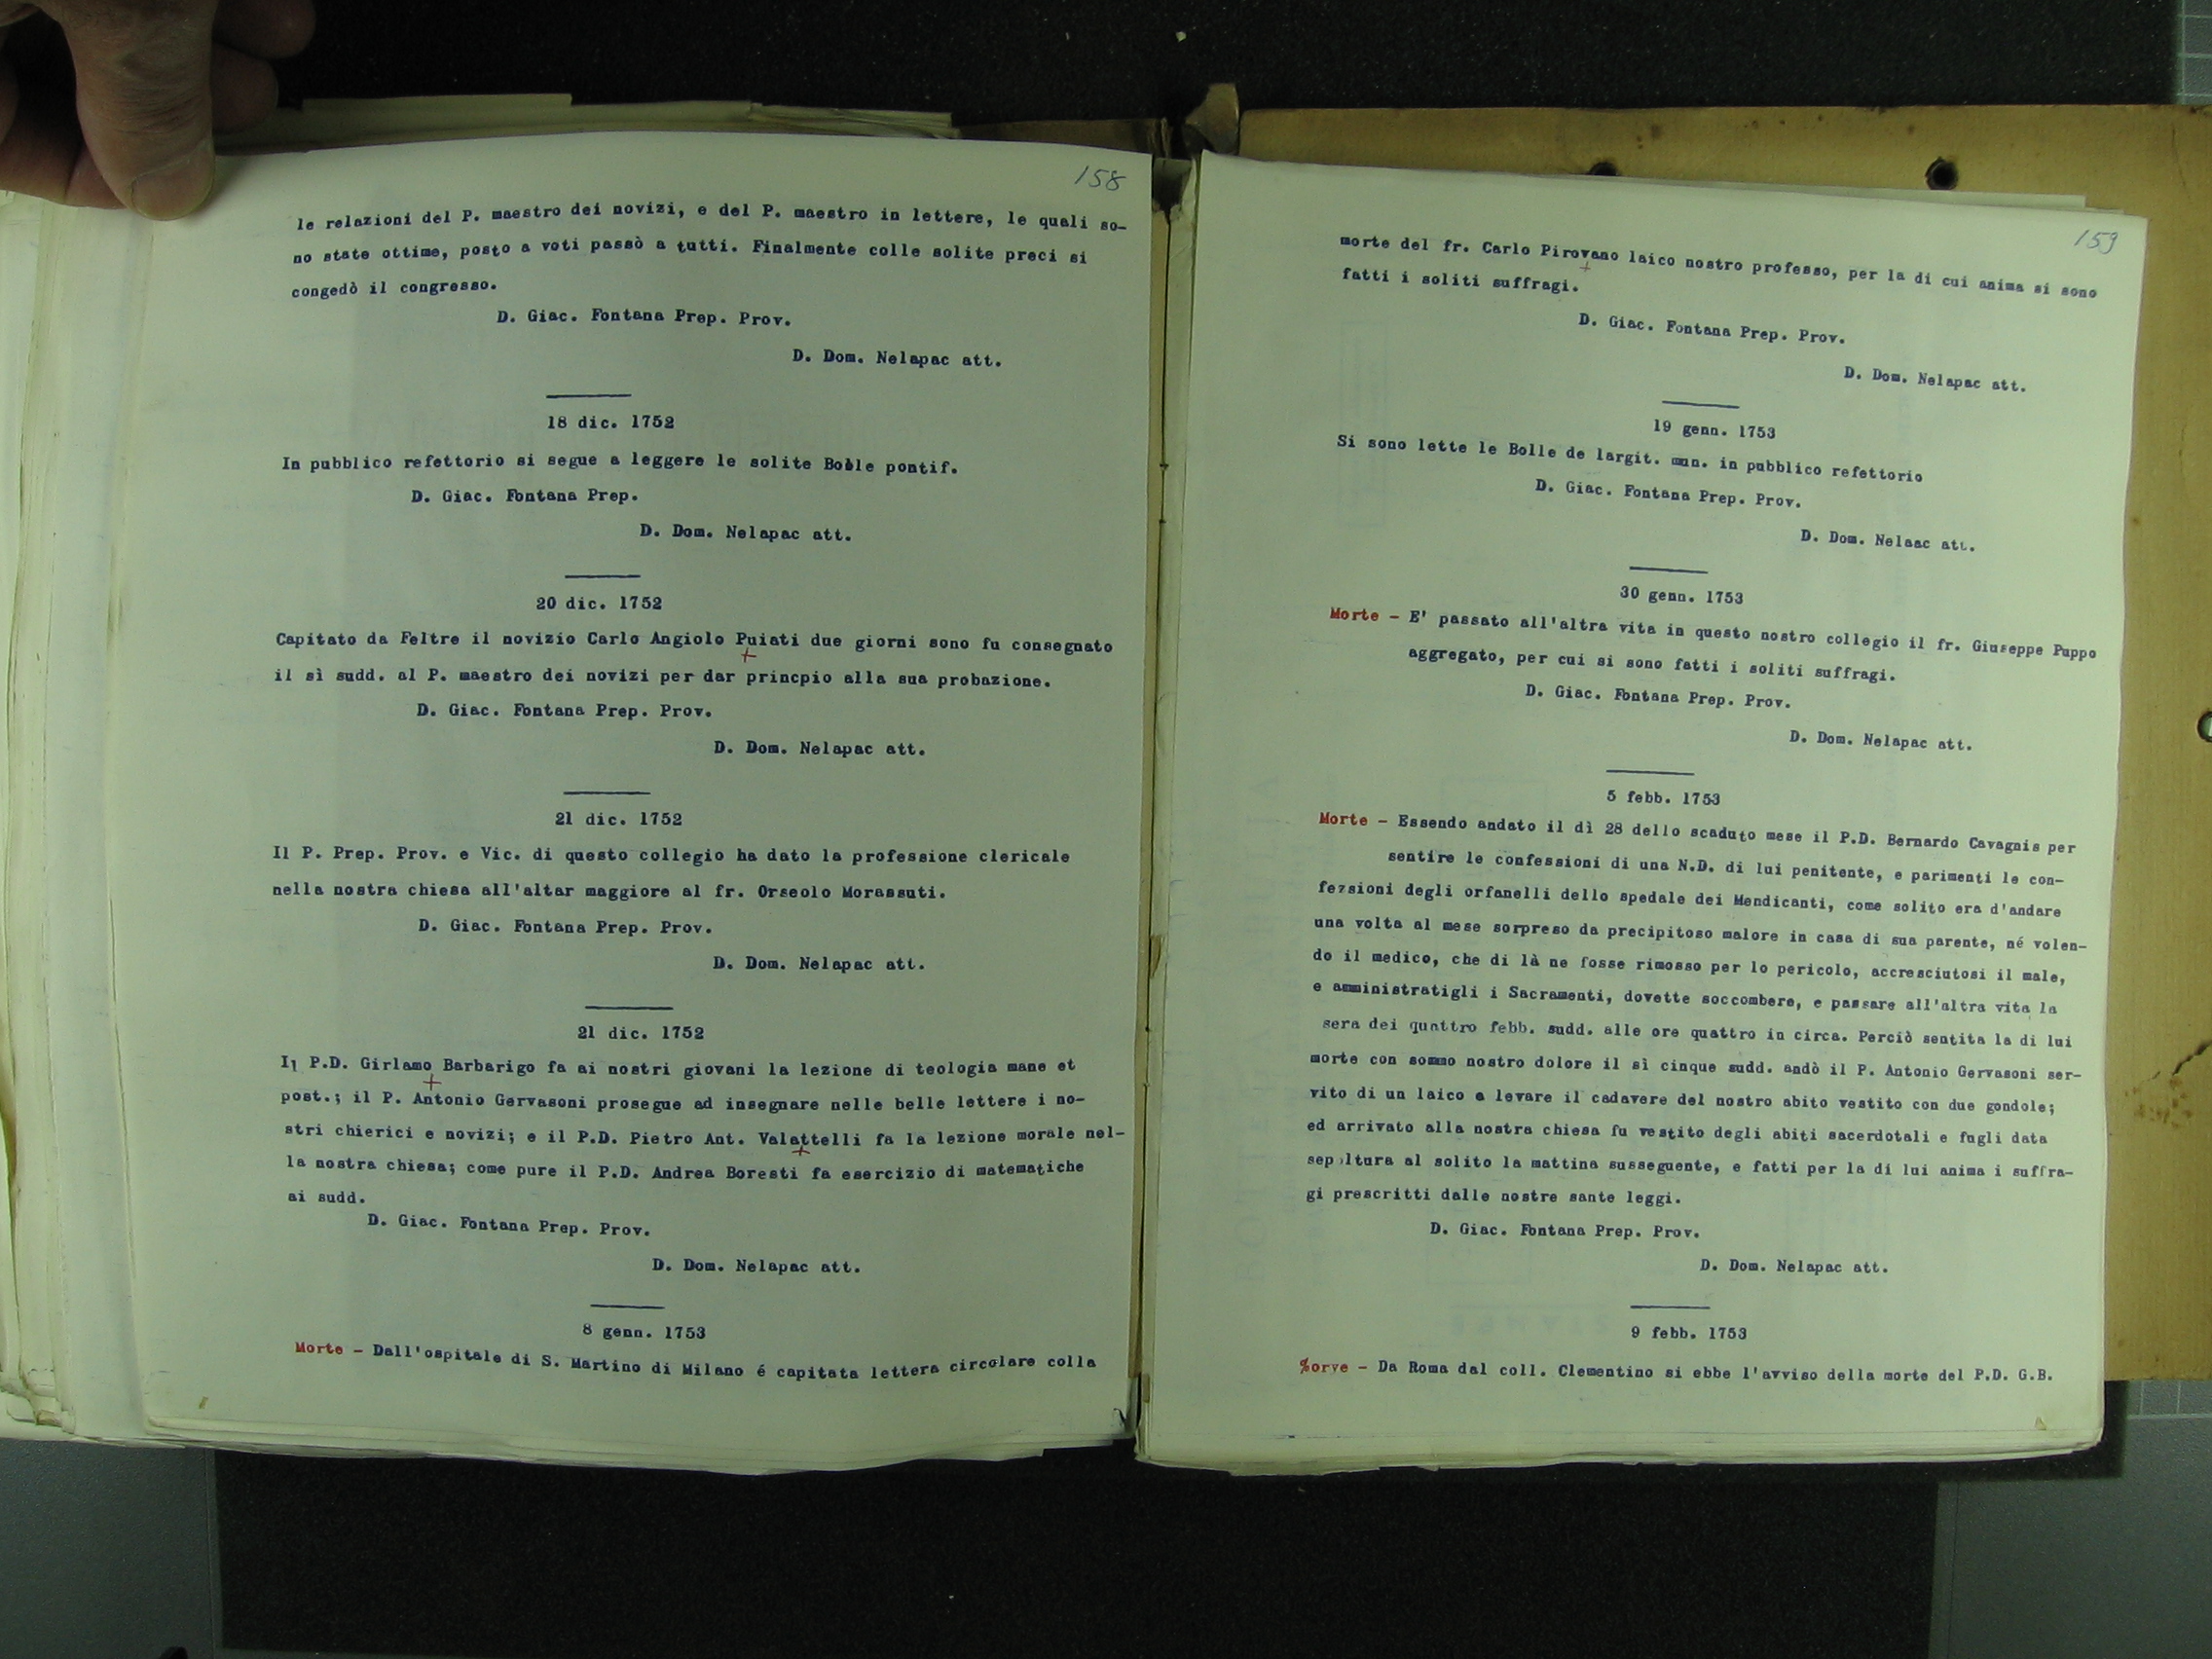 158
le relazioni del P. maestro dei novizi, e del P. maestro in lettere, le quali so-
no state ottime, posto a voti passò a tutti. Finalmente colle solite preci si
congedò il congresso.
D. Giac. Fontana Prep. Prov.
D. Dom. Nelapac att.
18 dic. 1752
In pubblico refettorio si segue a leggere le solite Bolle pontif.
D. Giac. Fontana Prep.
D. Dom. Nelapac att.
20 dic. 1752
Capitato da Feltre il novizio Carlo Angiolo Puiati due giorni sono fu consegnato
il sì sudd. al P. maestro dei novizi per dar princpio alla sua probazione.
D. Giac. Fontana Prep. Prov.
D. Dom. Nelapac att.
21 dic. 1752
Il P. Prep. Prov. e Vic. di questo collegio ha dato la professione clericale
nella nostra chiesa all'altar maggiore al fr. Orseolo Morassuti.
D. Giac. Fontana Prep. Prov.
D. Dom. Nelapac att.
21 dic. 1752
Il P.D. Girlamo Barbarigo fa ai nostri giovani la lezione di teologia mane et
post.; il P. Antonio Gervasoni prosegue ad insegnare nelle belle lettere i no-
stri chierici e novizi; e il P.D. Pietro Ant. Valattelli fa la lezione morale nel-
la nostra chiesa; come pure il P.D. Andrea Boresti fa esercizio di matematiche
ai sudd.
D. Giac. Fontana Prep. Prov.
D. Dom. Nelapac att.
8 genn. 1753
Morte - Dall'ospitale di S. Martino di Milano é capitata lettera circolare colla
159
morte del fr. Carlo Pirovano laico nostro professo, per la di cui anima si sono
fatti i soliti suffragi.
D. Giac. Fontana Prep. Prov.
D. Dom. Nelapac att.
19 genn. 1753
Si sono lette le Bolle de largit. mun. in pubblico refettorio
D. Giac. Fontana Prep. Prov.
D. Dom. Nelaac att.
30 genn. 1753
Morte - E' passato all'altra vita in questo nostro collegio il fr. Giuseppe Puppo
aggregato, per cui si sono fatti i soliti suffragi.
D. Giac. Fontana Prep. Prov.
D. Dom. Nelapac att.
5 febb. 1753
Morte - Essendo andato il dì 28 dello scaduto mese il P.D. Bernardo Cavagnis per
sentire le confessioni di una N.D. di lui penitente, e parimenti le con-
fessioni degli orfanelli dello spedale dei Mendicanti, come solito era d'andare
una volta al mese sorpreso da precipitoso malore in casa di sua parente, né volen-
do il medico, che di là ne fosse rimosso per lo pericolo, accresciutosi il male,
e amministratigli i Sacramenti, dovette soccombere, e passare all'altra vita la
sera dei quattro febb. sudd. alle ore quattro in circa. Perciò sentita la di lui
morte con sommo nostro dolore il sì cinque sudd. andò il P. Antonio Gervasoni ser-
vito di un laico a levare il cadavere del nostro abito vestito con due gondole;
ed arrivato alla nostra chiesa fu vestito degli abiti sacerdotali e fugli data
sepoltura al solito la mattina susseguente, e fatti per la di lui anima i suffra-
gi prescritti dalle nostre sante leggi.
D. Giac. Fontana Prep. Prov.
D. Dom. Nelapac att.
9 febb. 1753
%orve - Da Roma dal coll. Clementino si ebbe l'avviso della morte del P.D. G.B.